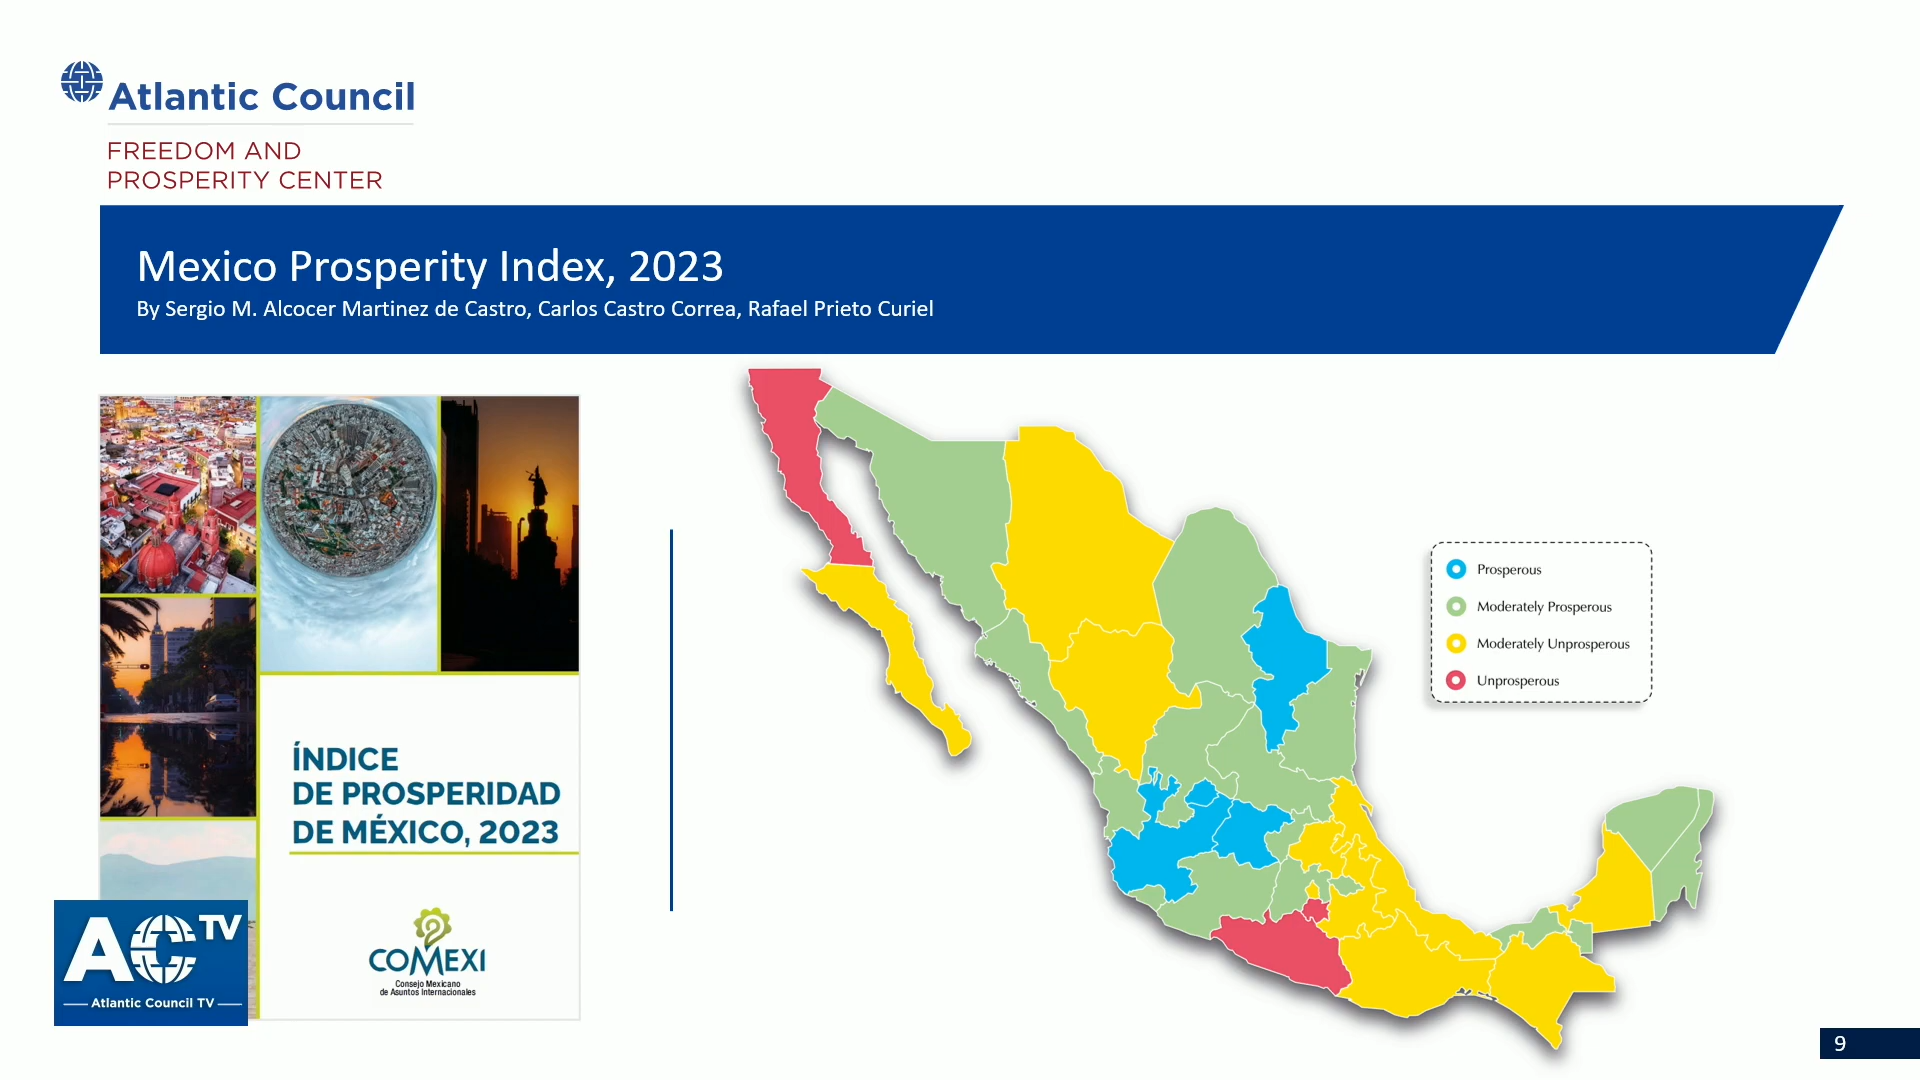 Atlantic Council
FREEDOM AND
PROSPERITY CENTER
Mexico Prosperity Index, 2023
By Sergio M. Alcocer Martinez de Castro, Carlos Castro Correa, Rafael Prieto Curiel
ÍNDICE
DE PROSPERIDAD
DE MÉXICO, 2023
COMEXI
Consejo Mexicano
de Asuntos Internacionales
AC TV
Atlantic Council TV
Prosperous
Moderately Prosperous
Moderately Unprosperous
Unprosperous
9